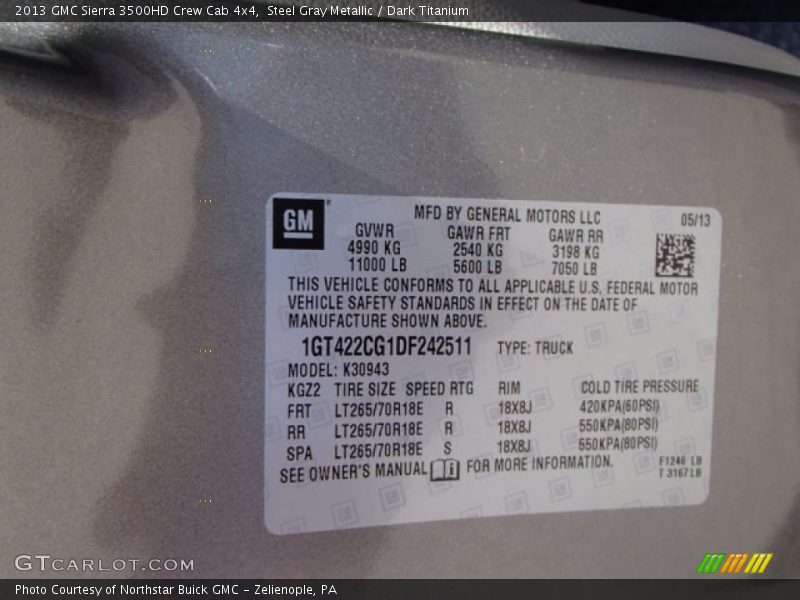 2013 GMC Sierra 3500HD Crew Cab 4x4, Steel Gray Metallic / Dark Titanium
GM
MFD BY GENERAL MOTORS LLC 05/13
GVWR GAWR FRT GAWR RR
4990 KG 2540 KG 3198 KG
11000 LB 5600 LB 7050 LB
THIS VEHICLE CONFORMS TO ALL APPLICABLE U.S. FEDERAL MOTOR
VEHICLE SAFETY STANDARDS IN EFFECT ON THE DATE OF
MANUFACTURE SHOWN ABOVE.
1GT422CG1DF242511 TYPE: TRUCK
MODEL: K30943
KGZ2 TIRE SIZE SPEED RTG RIM COLD TIRE PRESSURE
FRT LT265/70R18E R 18X8J 420KPA(60PSI)
RR LT265/70R18E R 18X8J 550KPA(80PSI)
SPA LT265/70R18E S 18X8J 550KPA(80PSI)
SEE OWNER'S MANUAL FOR MORE INFORMATION.
F1246 LB
T 3167 LB
GTCARLOT.COM
Photo Courtesy of Northstar Buick GMC - Zelienople, PA